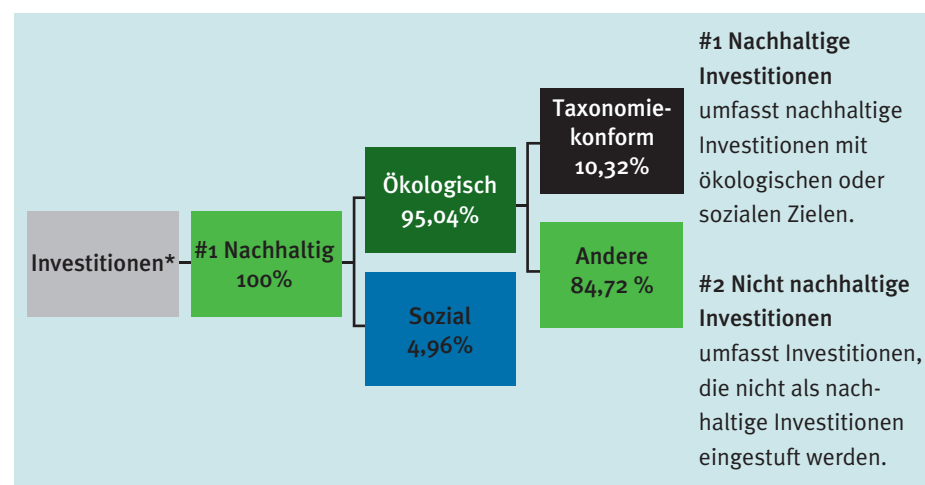 Investitionen*
#1 Nachhaltig
100%
Ökologisch
95,04%
Sozial
4,96%
Taxonomie-
konform
10,32%
Andere
84,72 %
#1 Nachhaltige
Investitionen
umfasst nachhaltige
Investitionen mit
ökologischen oder
sozialen Zielen.
#2 Nicht nachhaltige
Investitionen
umfasst Investitionen,
die nicht als nach-
haltige Investitionen
eingestuft werden.